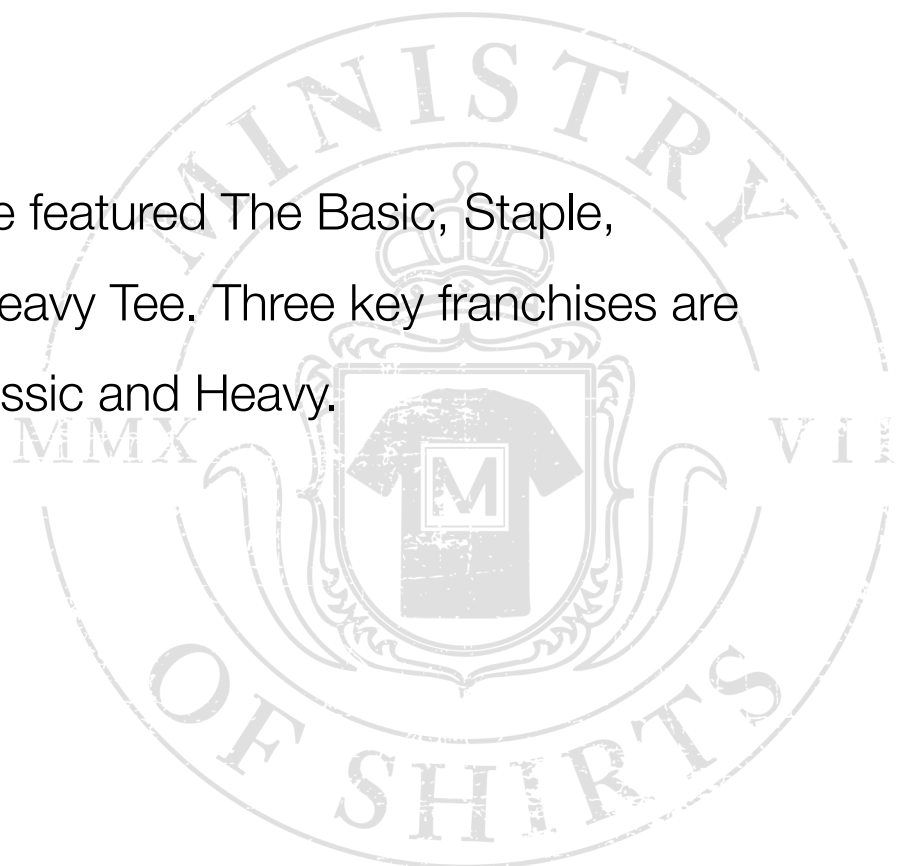 MINISTRY
e featured The Basic, Staple,
eavy Tee. Three key franchises are
ssic and Heavy.
MMX VII
M
OF SHIRTS